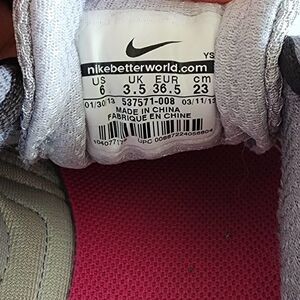 YS
nikebetterworld.com
US UK EUR cm
6 3.5 36.5 23
01/30/13 537571-008 03/11/13
MADE IN CHINA
FABRIQUE EN CHINE
UPC